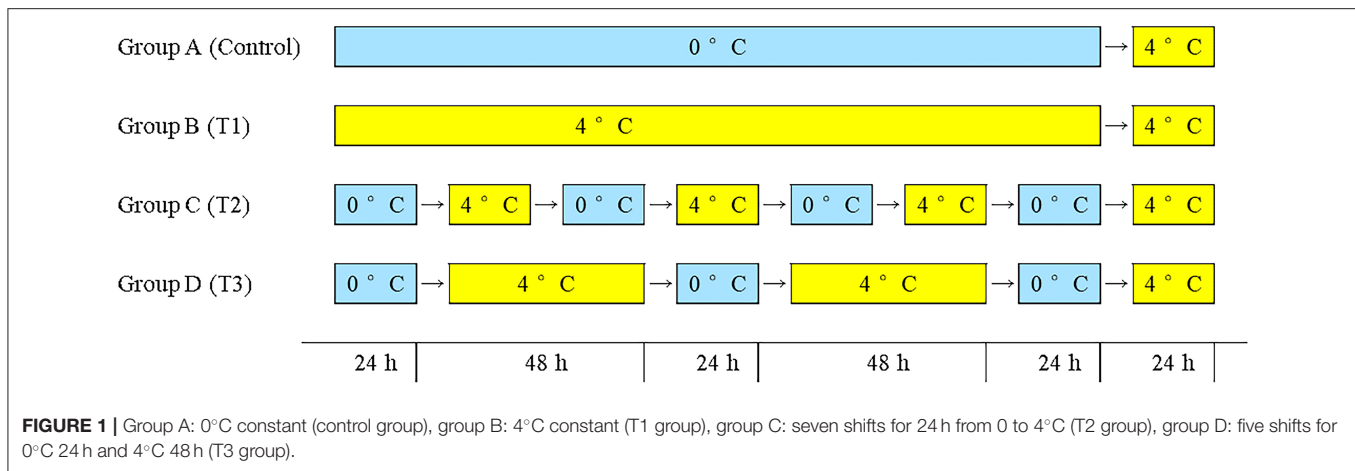 Group A (Control) 0 ° C → 4 ° C
Group B (T1) 4 ° C → 4 ° C
Group C (T2) 0 ° C → 4 ° C → 0 ° C → 4 ° C → 0 ° C → 4 ° C → 0 ° C → 4 ° C
Group D (T3) 0 ° C → 4 ° C → 0 ° C → 4 ° C → 0 ° C → 4 ° C
24 h 48 h 24 h 48 h 24 h 24 h
FIGURE 1 | Group A: 0°C constant (control group), group B: 4°C constant (T1 group), group C: seven shifts for 24 h from 0 to 4°C (T2 group), group D: five shifts for
0°C 24 h and 4°C 48 h (T3 group).